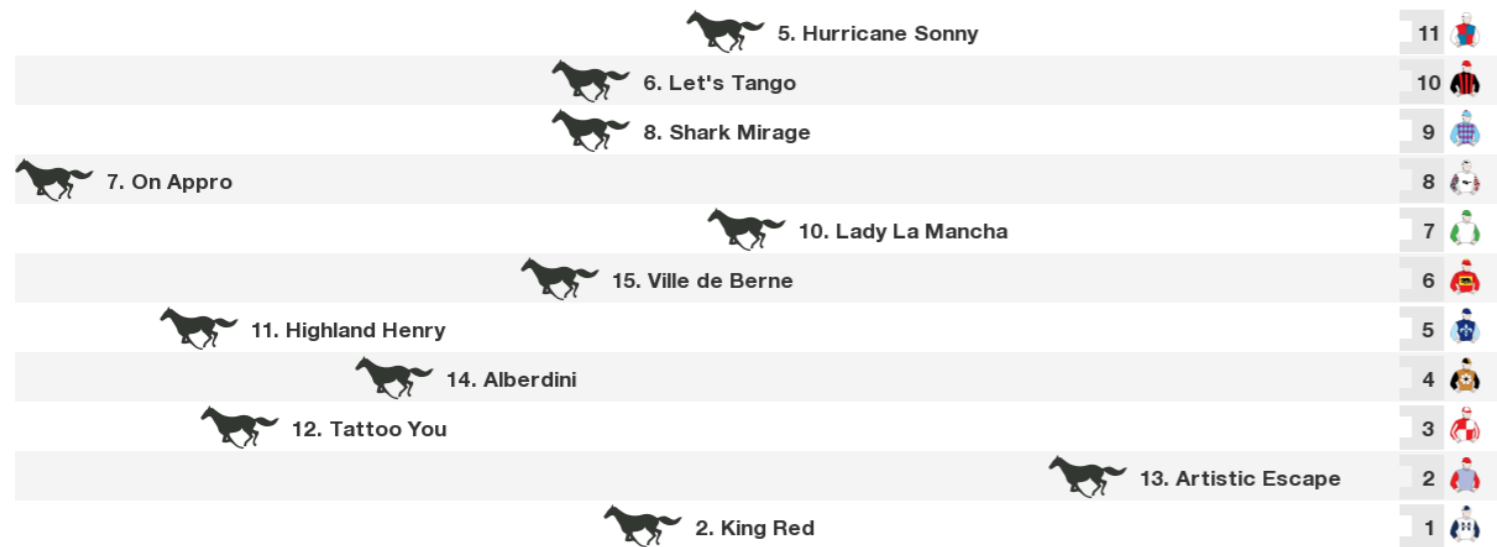 5. Hurricane Sonny 11
6. Let's Tango 10
8. Shark Mirage 9
7. On Appro 8
10. Lady La Mancha 7
15. Ville de Berne 6
11. Highland Henry 5
14. Alberdini 4
12. Tattoo You 3
13. Artistic Escape 2
2. King Red 1